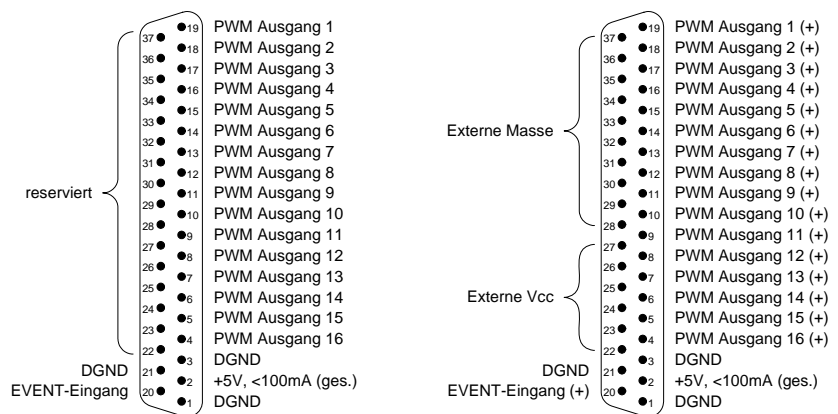 19 PWM Ausgang 1
37
18 PWM Ausgang 2
36
17 PWM Ausgang 3
35
16 PWM Ausgang 4
34
15 PWM Ausgang 5
33
14 PWM Ausgang 6
32
13 PWM Ausgang 7
31
12 PWM Ausgang 8
reserviert 30
11 PWM Ausgang 9
29
10 PWM Ausgang 10
28
9 PWM Ausgang 11
27
8 PWM Ausgang 12
26
7 PWM Ausgang 13
25
6 PWM Ausgang 14
24
5 PWM Ausgang 15
23
4 PWM Ausgang 16
22
3 DGND
DGND 21
2 +5V, <100mA (ges.)
EVENT-Eingang 20
1 DGND
19 PWM Ausgang 1 (+)
37
18 PWM Ausgang 2 (+)
36
17 PWM Ausgang 3 (+)
35
16 PWM Ausgang 4 (+)
34
15 PWM Ausgang 5 (+)
33
Externe Masse
14 PWM Ausgang 6 (+)
32
13 PWM Ausgang 7 (+)
31
12 PWM Ausgang 8 (+)
30
11 PWM Ausgang 9 (+)
29
10 PWM Ausgang 10 (+)
28
9 PWM Ausgang 11 (+)
27
8 PWM Ausgang 12 (+)
26
7 PWM Ausgang 13 (+)
25
Externe Vcc
6 PWM Ausgang 14 (+)
24
5 PWM Ausgang 15 (+)
23
4 PWM Ausgang 16 (+)
22
3 DGND
DGND 21
2 +5V, <100mA (ges.)
EVENT-Eingang (+) 20
1 DGND